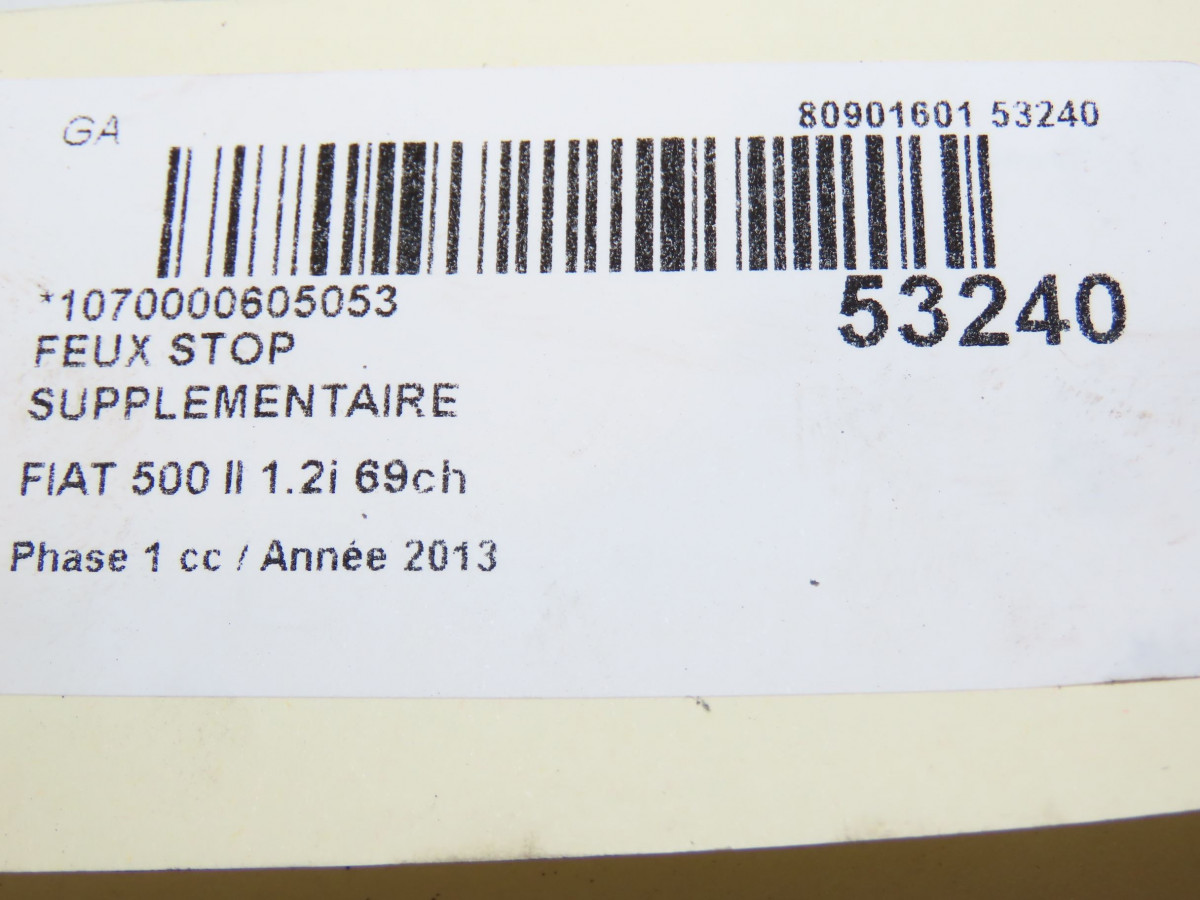 GA
80901601 53240
*1070000605053
53240
FEUX STOP
SUPPLEMENTAIRE
FIAT 500 II 1.2i 69ch
Phase 1 cc / Année 2013